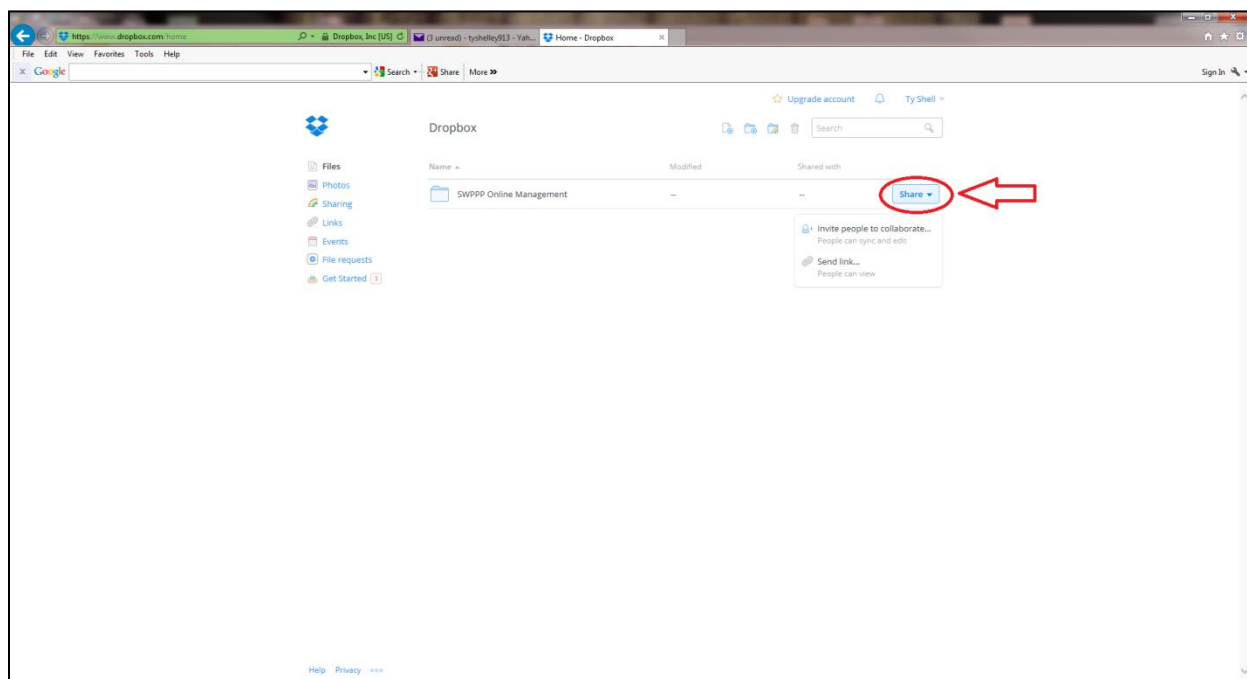 https://www.dropbox.com/home Dropbox, Inc [US] (3 unread) - tyshelley913 - Yah... Home - Dropbox
File Edit View Favorites Tools Help
Google Search Share More » Sign In
Upgrade account Ty Shell
Dropbox Search
Files Name Modified Shared with
Photos SWPPP Online Management -- -- Share
Sharing
Links Invite people to collaborate...
Events People can sync and edit
File requests Send link...
Get Started 3 People can view
Help Privacy